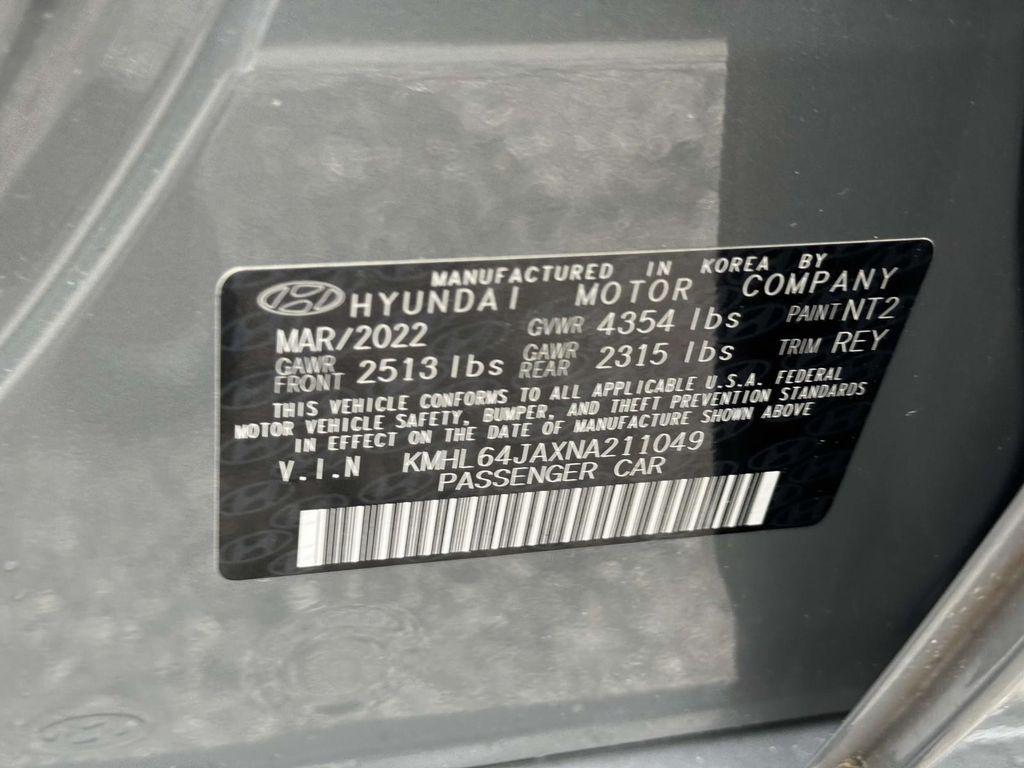 MANUFACTURED IN KOREA BY
HYUNDAI MOTOR COMPANY
MAR/2022 GVWR 4354 lbs PAINT NT2
GAWR FRONT 2513 lbs GAWR REAR 2315 lbs TRIM REY
THIS VEHICLE CONFORMS TO ALL APPLICABLE U.S.A. FEDERAL
MOTOR VEHICLE SAFETY, BUMPER, AND THEFT PREVENTION STANDARDS
IN EFFECT ON THE DATE OF MANUFACTURE SHOWN ABOVE
V.I.N KMHL64JAXNA211049
PASSENGER CAR